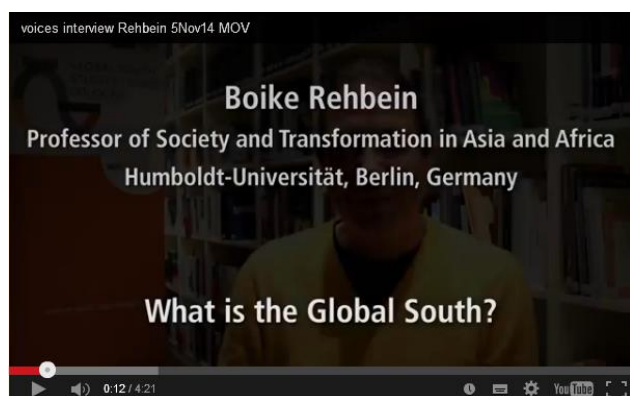 voices interview Rehbein 5Nov14 MOV
Boike Rehbein
Professor of Society and Transformation in Asia and Africa
Humboldt-Universität, Berlin, Germany
What is the Global South?
0:12 / 4:21
YouTube